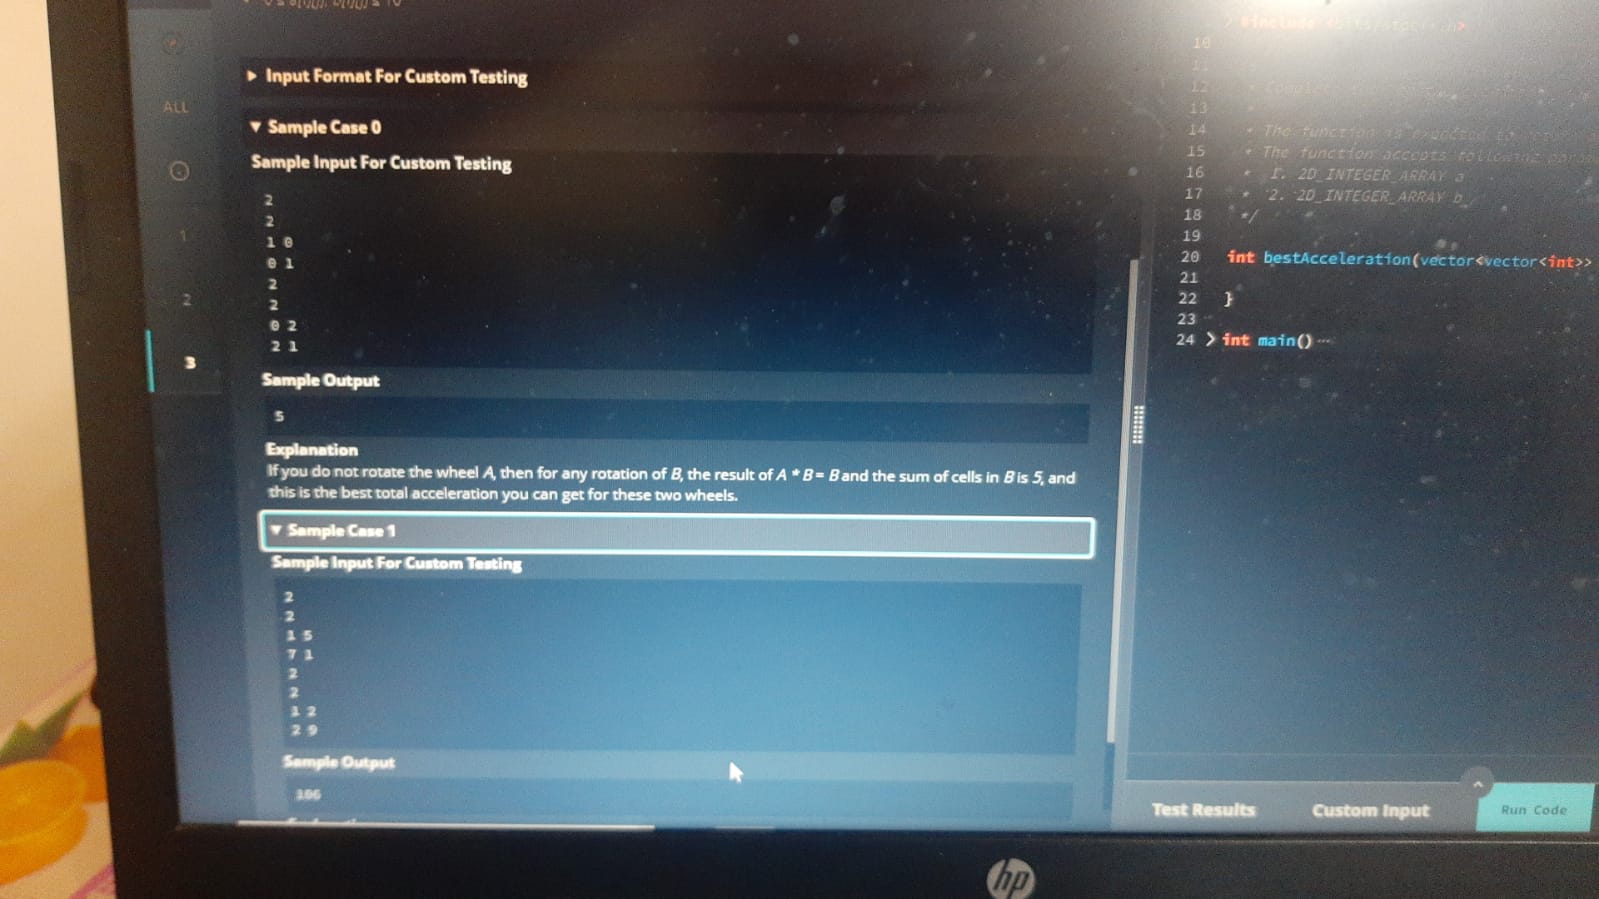 Input Format For Custom Testing
ALL
Sample Case 0
Sample Input For Custom Testing
2
2
1 0
0 1
2
2
0 2
2 1
Sample Output
5
Explanation
If you do not rotate the wheel A, then for any rotation of B, the result of A * B = B and the sum of cells in B is 5, and
this is the best total acceleration you can get for these two wheels.
Sample Case 1
Sample Input For Custom Testing
2
2
1 5
7 1
2
2
1 2
2 9
Sample Output
106
1
2
3
10
12
13
14 * The function is expected to
15 * The function accepts following
16 * 1. 2D_INTEGER_ARRAY a
17 * 2. 2D_INTEGER_ARRAY b
18 */
19
20 int bestAcceleration(vector<vector<int>>
21
22 }
23
24 int main()
Test Results
Custom Input
Run Code
hp